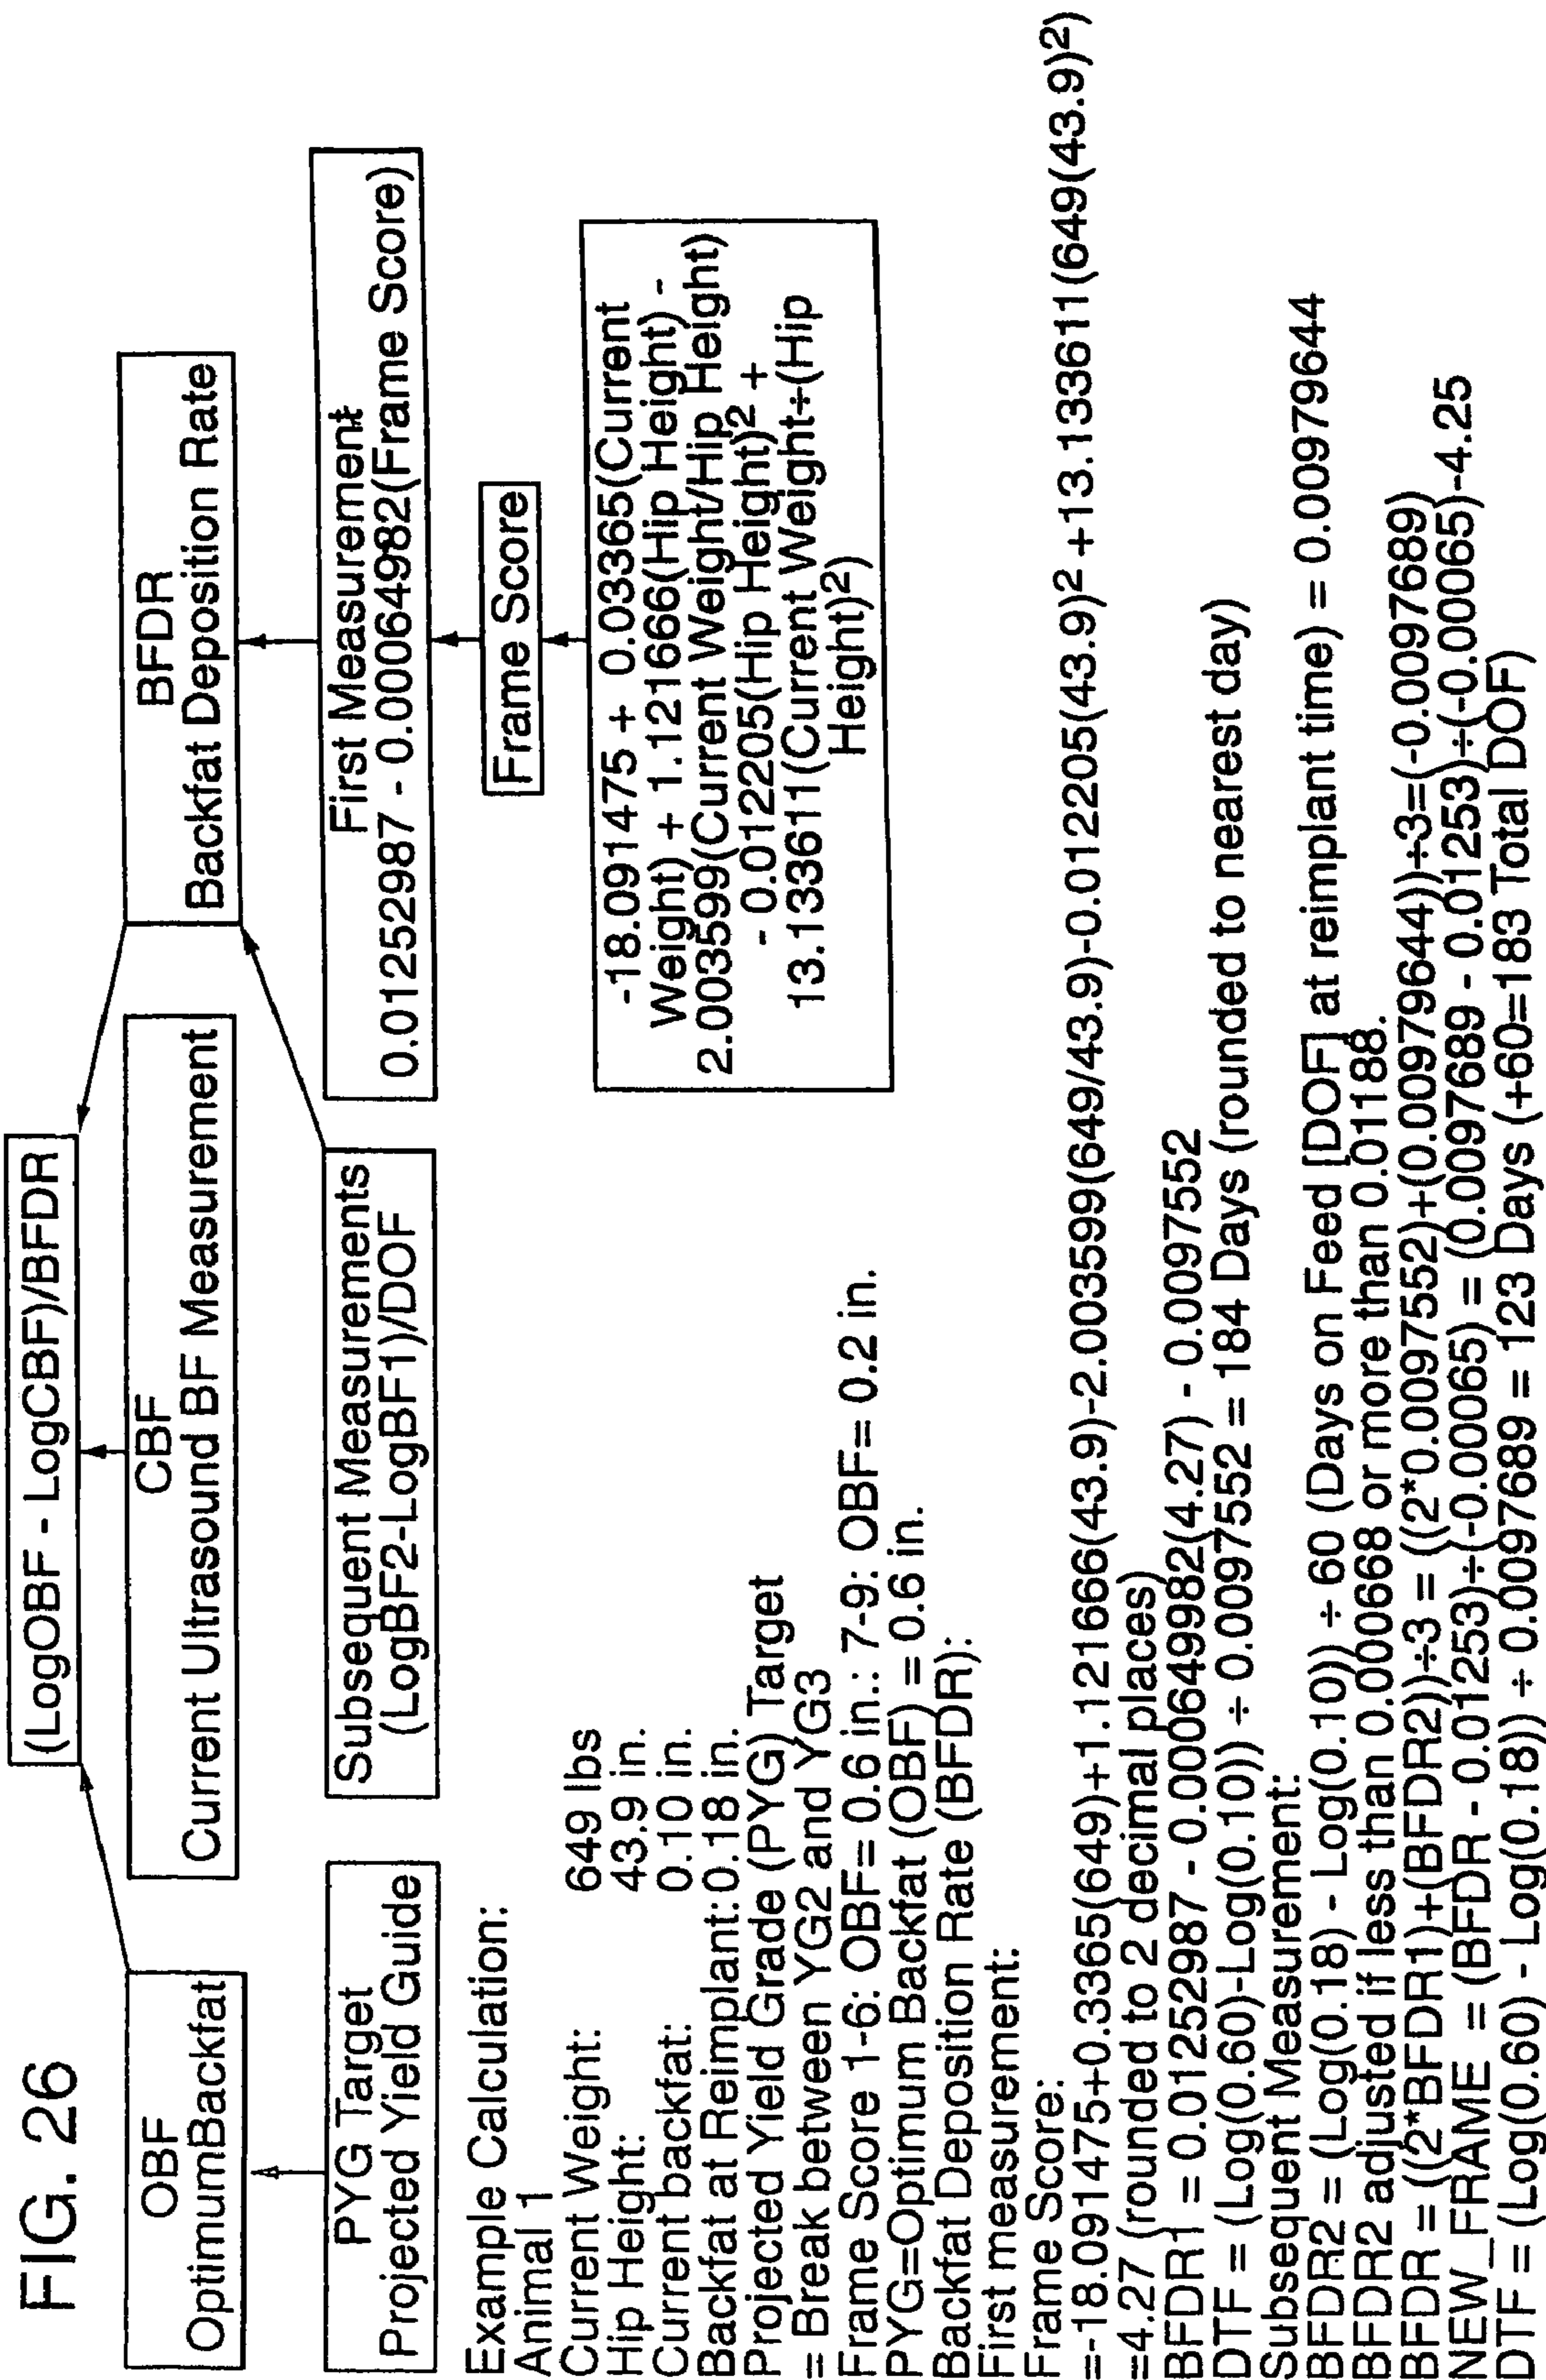 FIG. 26
(LogOBF - LogCBF)/BFDR
OBF
OptimumBackfat
CBF
Current Ultrasound BF Measurement
BFDR
Backfat Deposition Rate
PYG Target
Projected Yield Guide
Subsequent Measurements
(LogBF2-LogBF1)/DOF
First Measurement
0.01252987 - 0.00064982(Frame Score)
Frame Score
-18.091475 + 0.03365(Current
Weight) + 1.121666(Hip Height) -
2.003599(Current Weight/Hip Height)
- 0.012205(Hip Height)² +
13.133611(Current Weight÷(Hip
Height)²)
Example Calculation:
Animal 1
Current Weight: 649 lbs
Hip Height: 43.9 in.
Current backfat: 0.10 in.
Backfat at Reimplant: 0.18 in.
Projected Yield Grade (PYG) Target
= Break between YG2 and YG3
Frame Score 1-6: OBF= 0.6 in.: 7-9: OBF= 0.2 in.
PYG=Optimum Backfat (OBF) = 0.6 in.
Backfat Deposition Rate (BFDR):
First measurement:
Frame Score:
=-18.091475+0.3365(649)+1.121666(43.9)-2.003599(649/43.9)-0.012205(43.9)² +13.133611(649(43.9)²)
=4.27 (rounded to 2 decimal places)
BFDR1 = 0.01252987 - 0.000649982(4.27) - 0.0097552
DTF = (Log(0.60)-Log(0.10)) ÷ 0.0097552 = 184 Days (rounded to nearest day)
Subsequent Measurement:
BFDR2 = (Log(0.18) - Log(0.10)) ÷ 60 (Days on Feed [DOF] at reimplant time) = 0.00979644
BFDR2 adjusted if less than 0.000668 or more than 0.01188.
BFDR = ((2*BFDR1)+(BFDR2))÷3 = ((2*0.0097552)+(0.00979644))÷3=(-0.0097689)
NEW_FRAME = (BFDR - 0.01253)÷(-0.00065) = (0.0097689 - 0.01253)÷(-0.00065)-4.25
DTF = (Log(0.60) - Log(0.18)) ÷ 0.0097689 = 123 Days (+60=183 Total DOF)